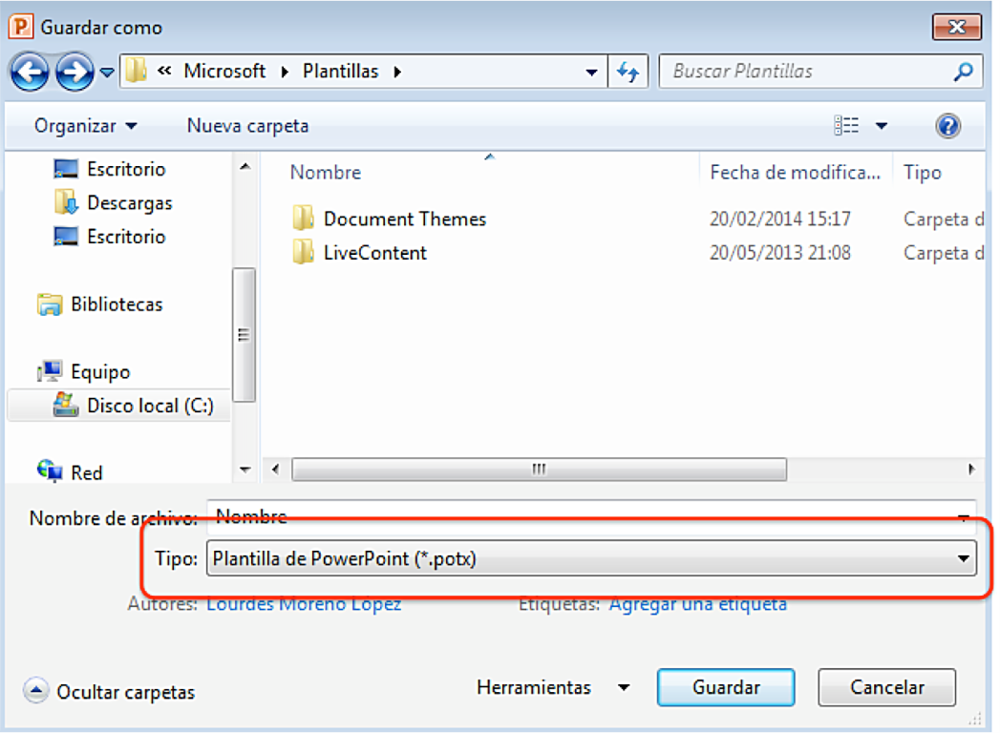 Guardar como
« Microsoft ▸ Plantillas ▸ Buscar Plantillas
Organizar Nueva carpeta
Nombre Fecha de modifica... Tipo
Escritorio
Descargas
Escritorio
Bibliotecas
Equipo
Disco local (C:)
Red
Document Themes 20/02/2014 15:17 Carpeta d
LiveContent 20/05/2013 21:08 Carpeta d
Nombre de archivo: Nombre
Tipo: Plantilla de PowerPoint (*.potx)
Autores: Lourdes Moreno López Etiquetas: Agregar una etiqueta
Ocultar carpetas Herramientas Guardar Cancelar